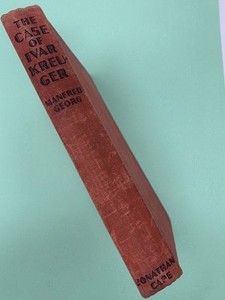 THE
CASE
OF
IVAR
KREU-
GER
MANFRED
GEORG
JONATHAN
CAPE